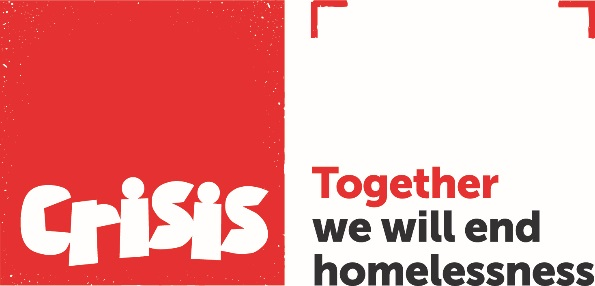 Crisis
Together
we will end
homelessness